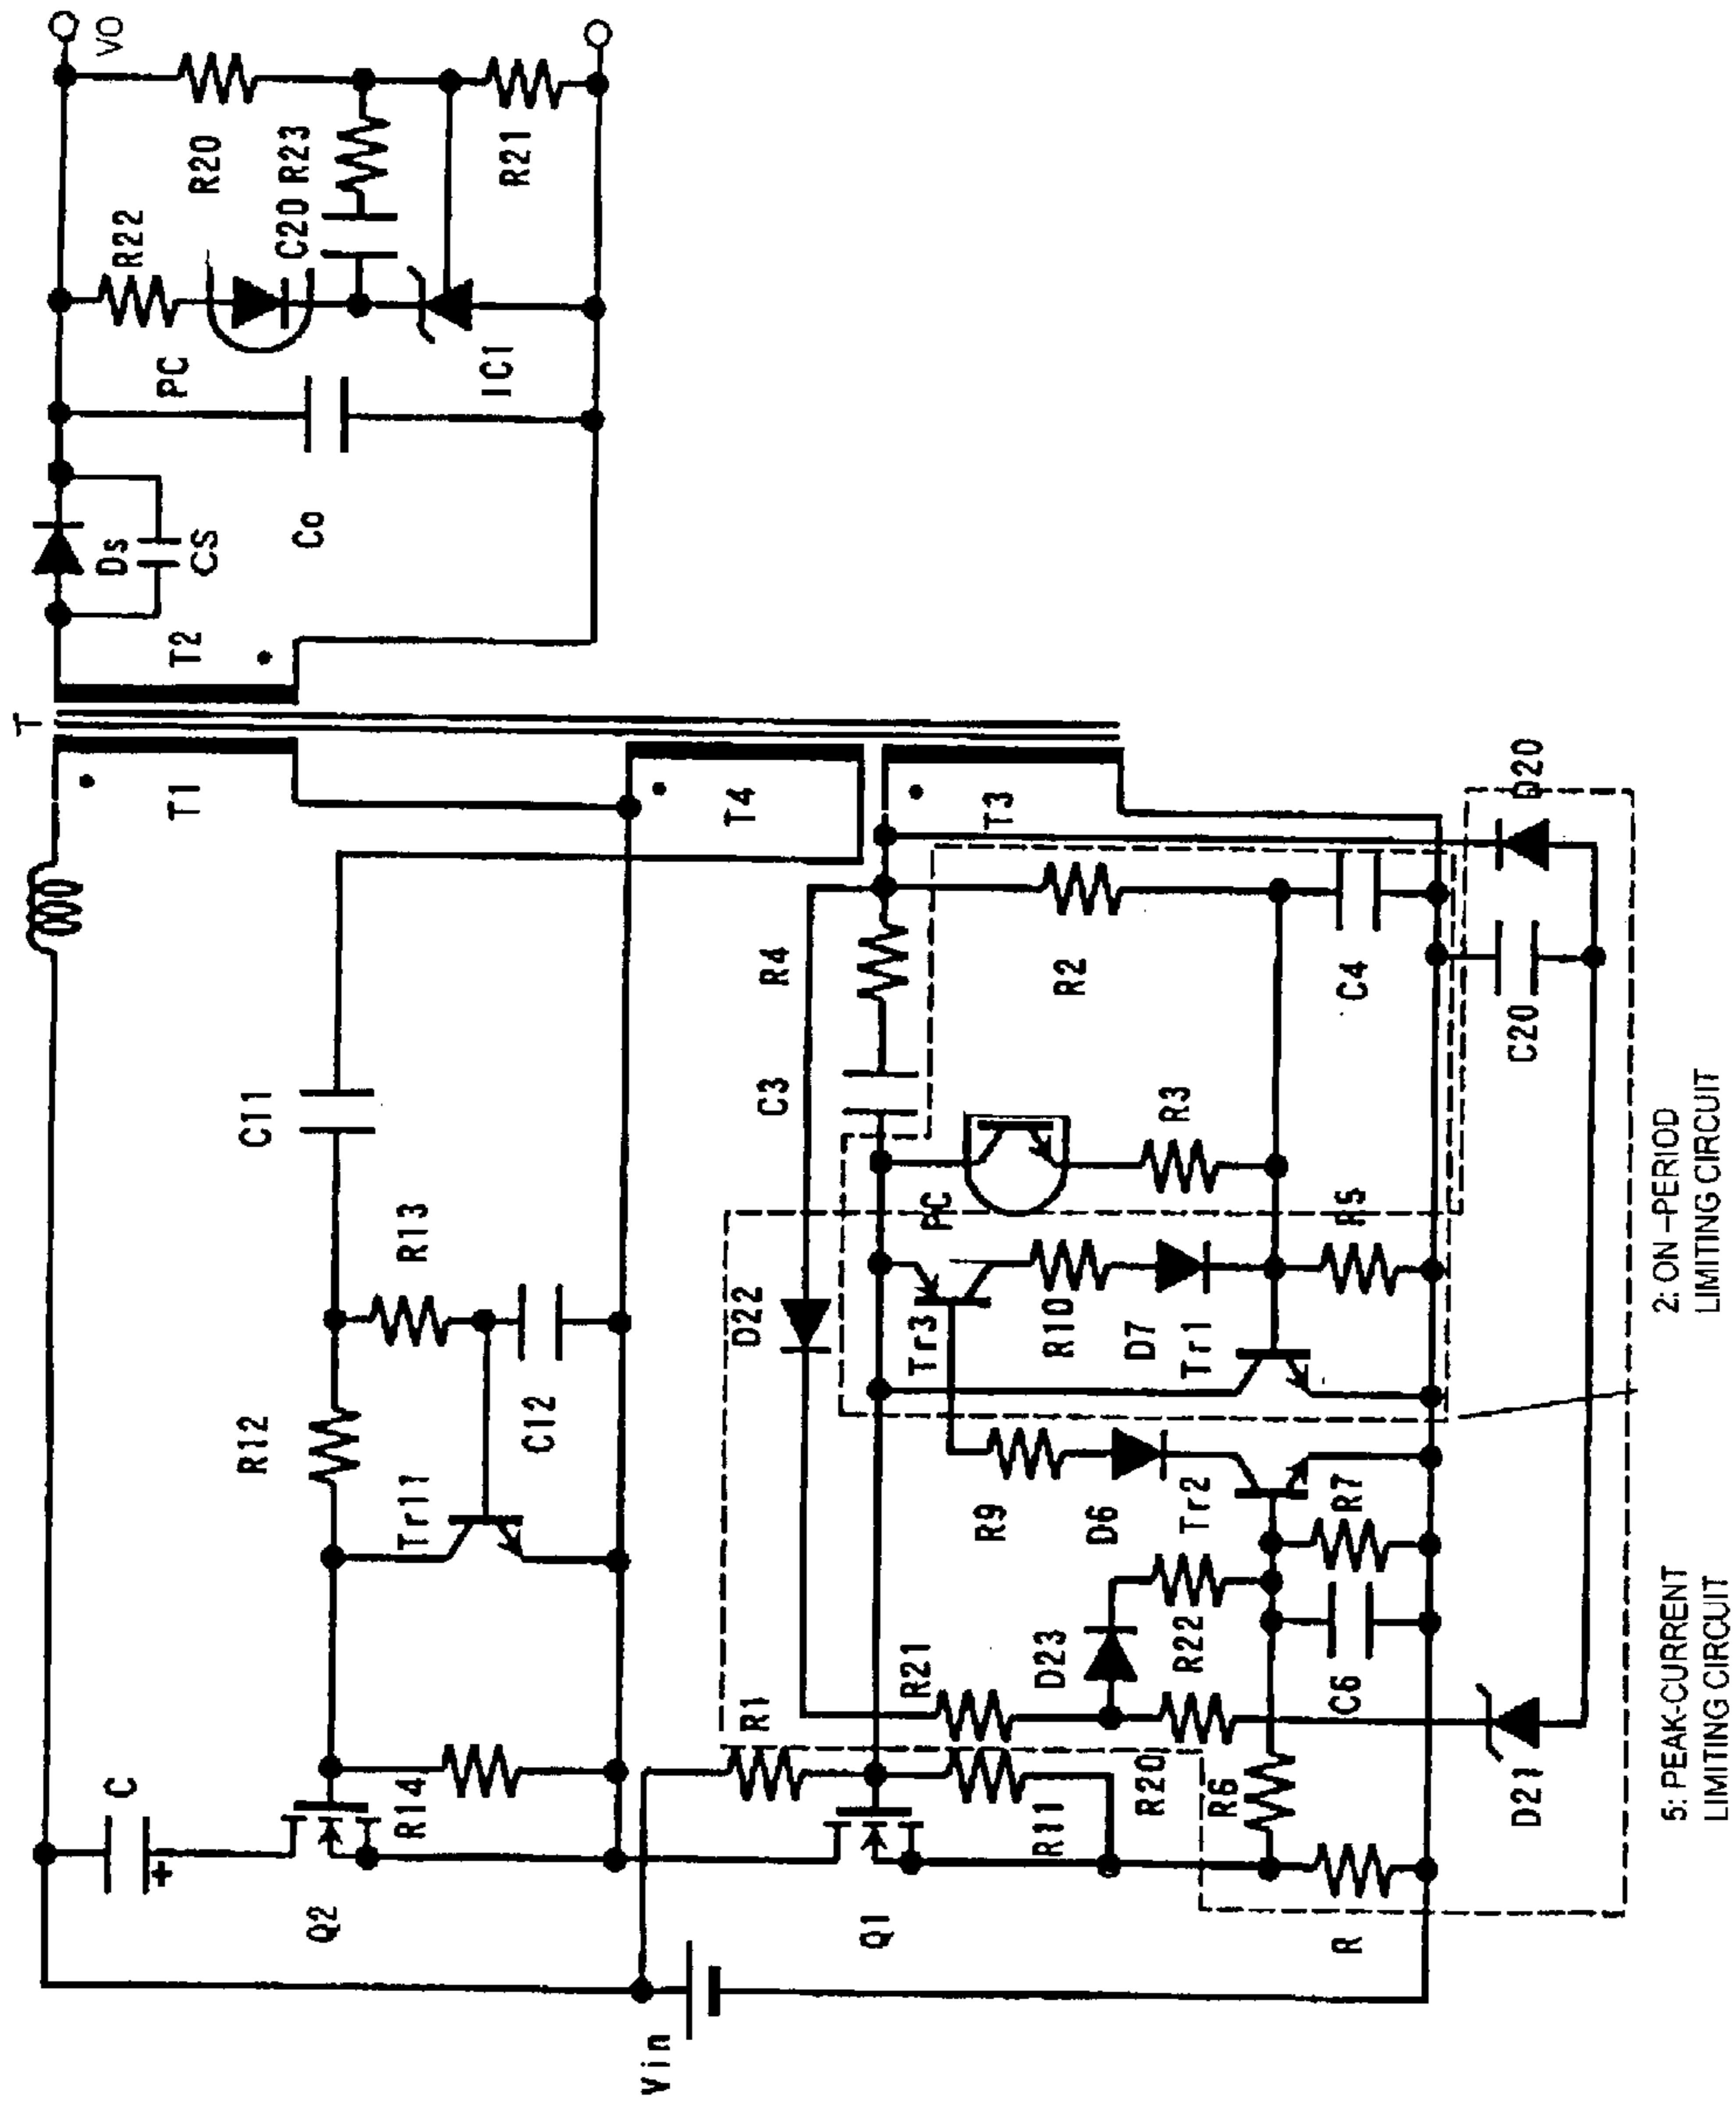 T
VO
R22
R20
Ds
CS
PC
C20
R23
Co
IC1
R21
T2
T1
C11
T4
R13
R12
Tr11
C12
C
R14
Q2
T3
D20
R4
C3
R2
C4
C20
PC
R3
R5
D22
Tr3
R10
D7
Tr1
R9
D6
Tr2
R7
R21
D23
R22
C6
R1
R11
R20
R6
D21
Q1
R
Vin
2: ON-PERIOD
LIMITING CIRCUIT
5: PEAK-CURRENT
LIMITING CIRCUIT
+